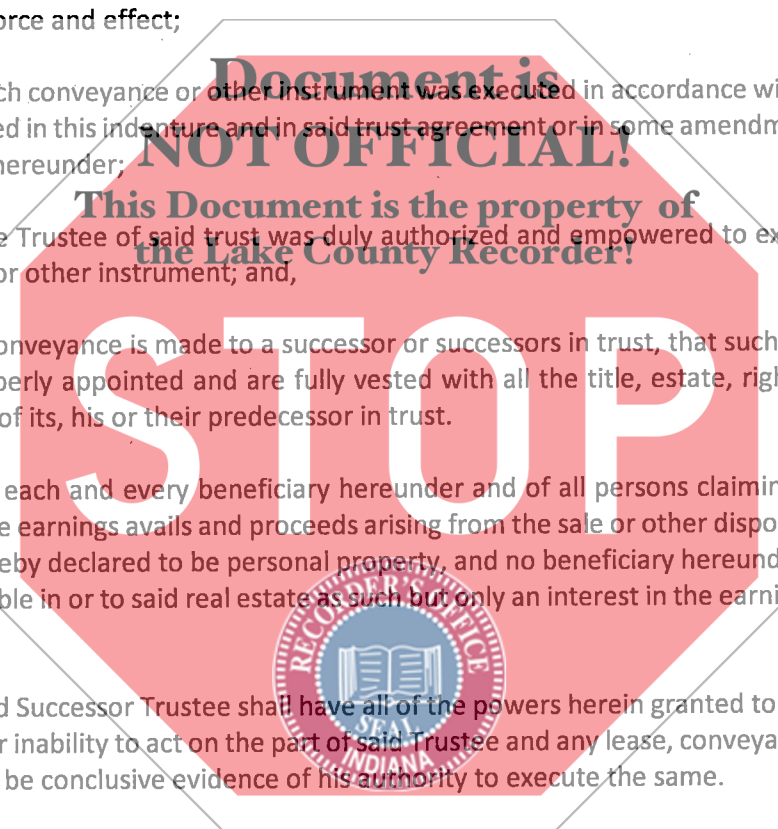 orce and effect;
Document is
ch conveyance or other instrument was executed in accordance wi
ed in this indenture and in said trust agreement or in some amendm
NOT OFFICIAL!
hereunder;
This Document is the property of
e Trustee of said trust was duly authorized and empowered to ex
the Lake County Recorder!
or other instrument; and,
STOP
onveyance is made to a successor or successors in trust, that such
perly appointed and are fully vested with all the title, estate, righ
of its, his or their predecessor in trust.
each and every beneficiary hereunder and of all persons claimin
e earnings avails and proceeds arising from the sale or other dispo
eby declared to be personal property, and no beneficiary hereund
ble in or to said real estate as such but only an interest in the earni
RECORDER'S OFFICE
d Successor Trustee shall have all of the powers herein granted to
SEAL
r inability to act on the part of said Trustee and any lease, conveya
INDIANA
be conclusive evidence of his authority to execute the same.